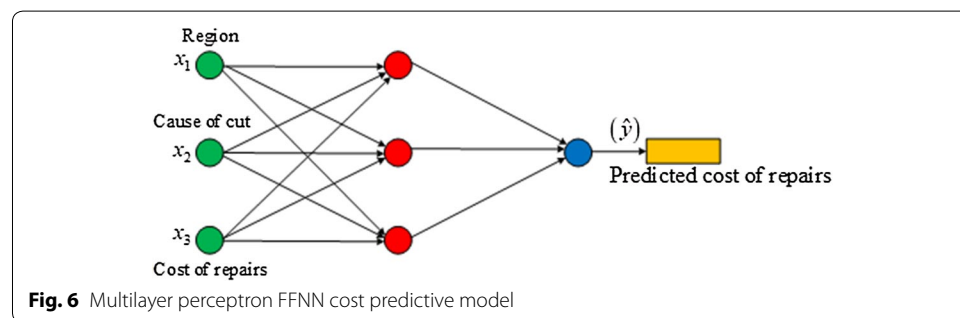 Region
x₁
Cause of cut
x₂
x₃
Cost of repairs
(ŷ)
Predicted cost of repairs
Fig. 6 Multilayer perceptron FFNN cost predictive model